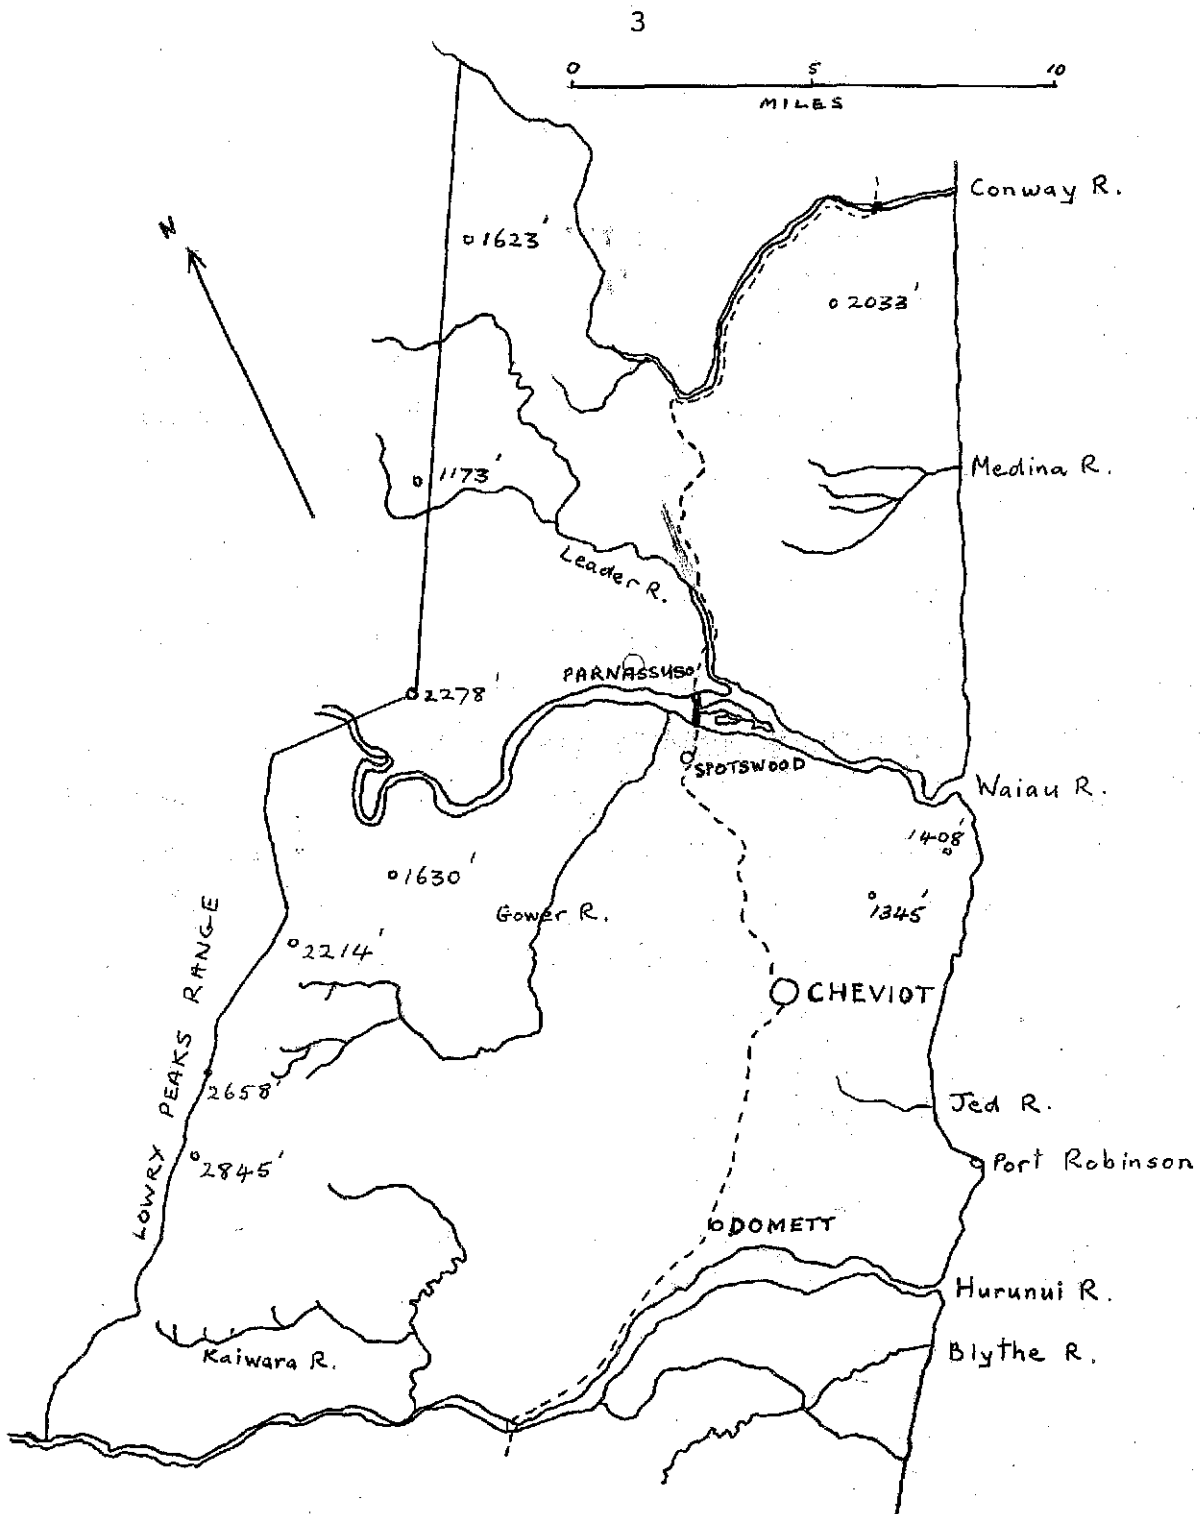 3
0 5 10
MILES
Conway R.
N
1623'
2033'
Medina R.
1173'
Leader R.
PARNASSUS
2278'
SPOTSWOOD
Waiau R.
1408'
1630'
1345'
Gower R.
2214'
LOWRY PEAKS RANGE
CHEVIOT
2658'
Jed R.
2845'
Port Robinson
DOMETT
Hurunui R.
Kaiwara R.
Blythe R.